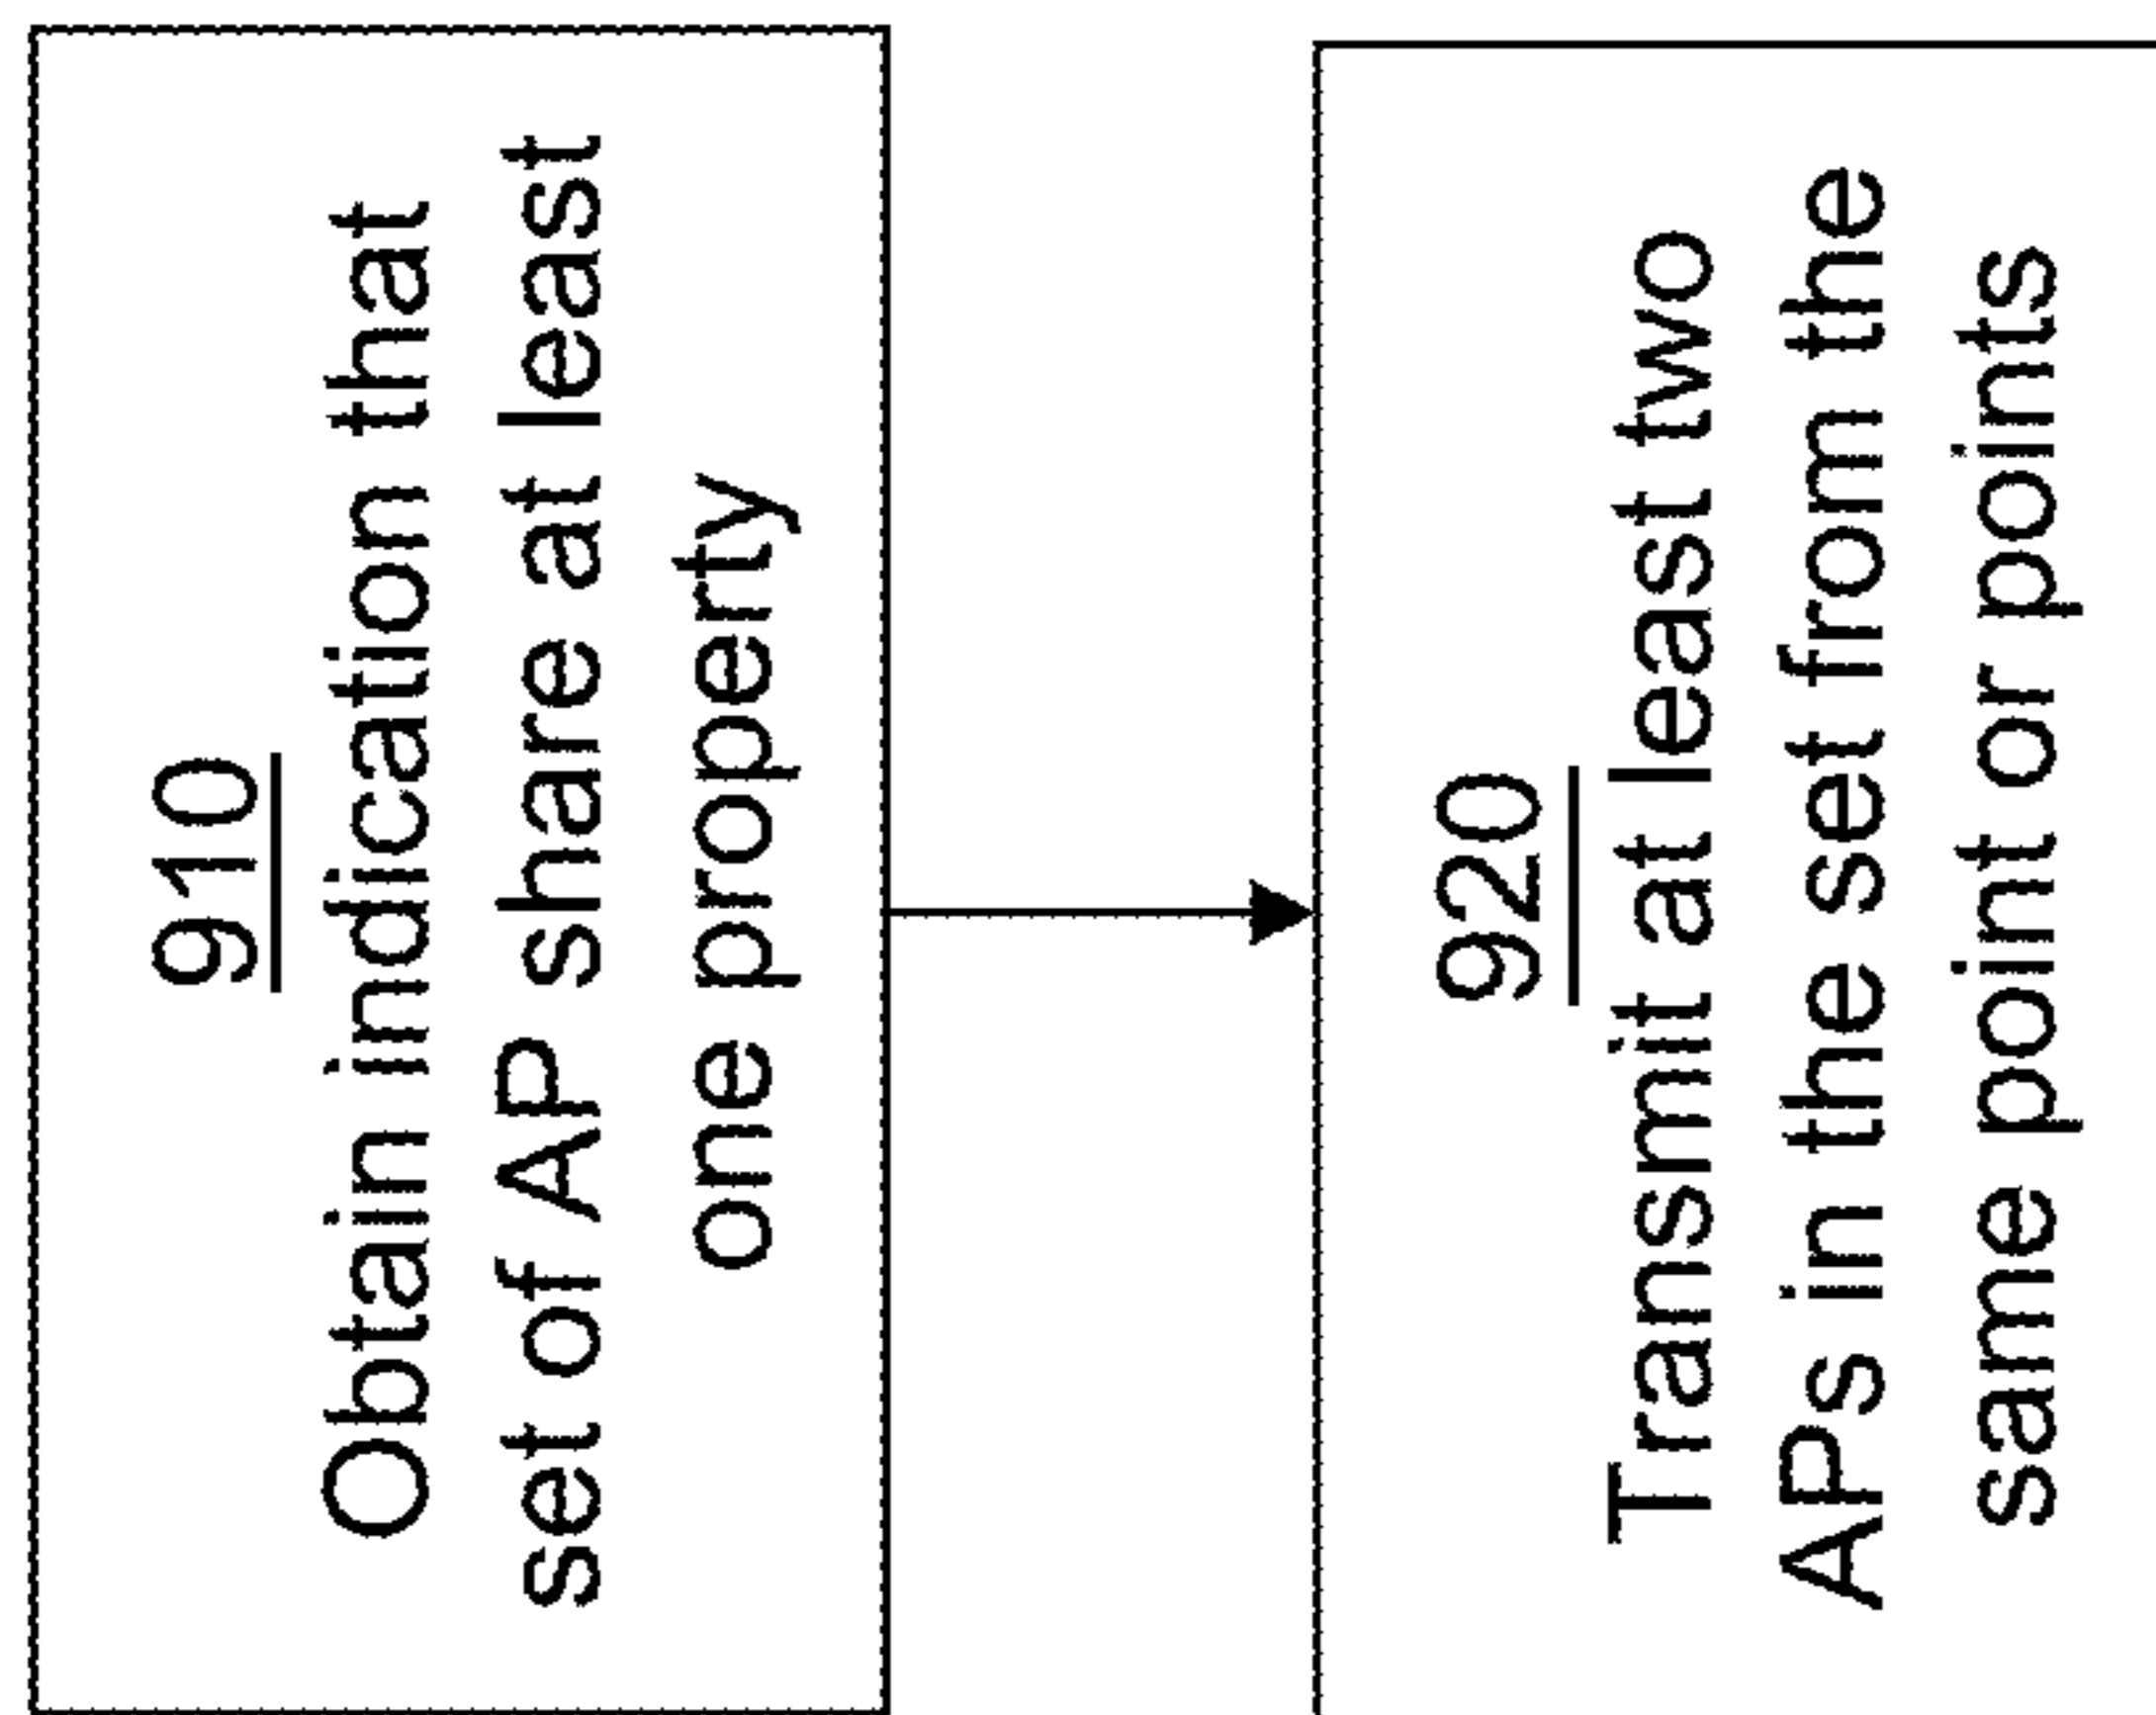 910
Obtain indication that
set of AP share at least
one property
920
Transmit at least two
APs in the set from the
same point or points